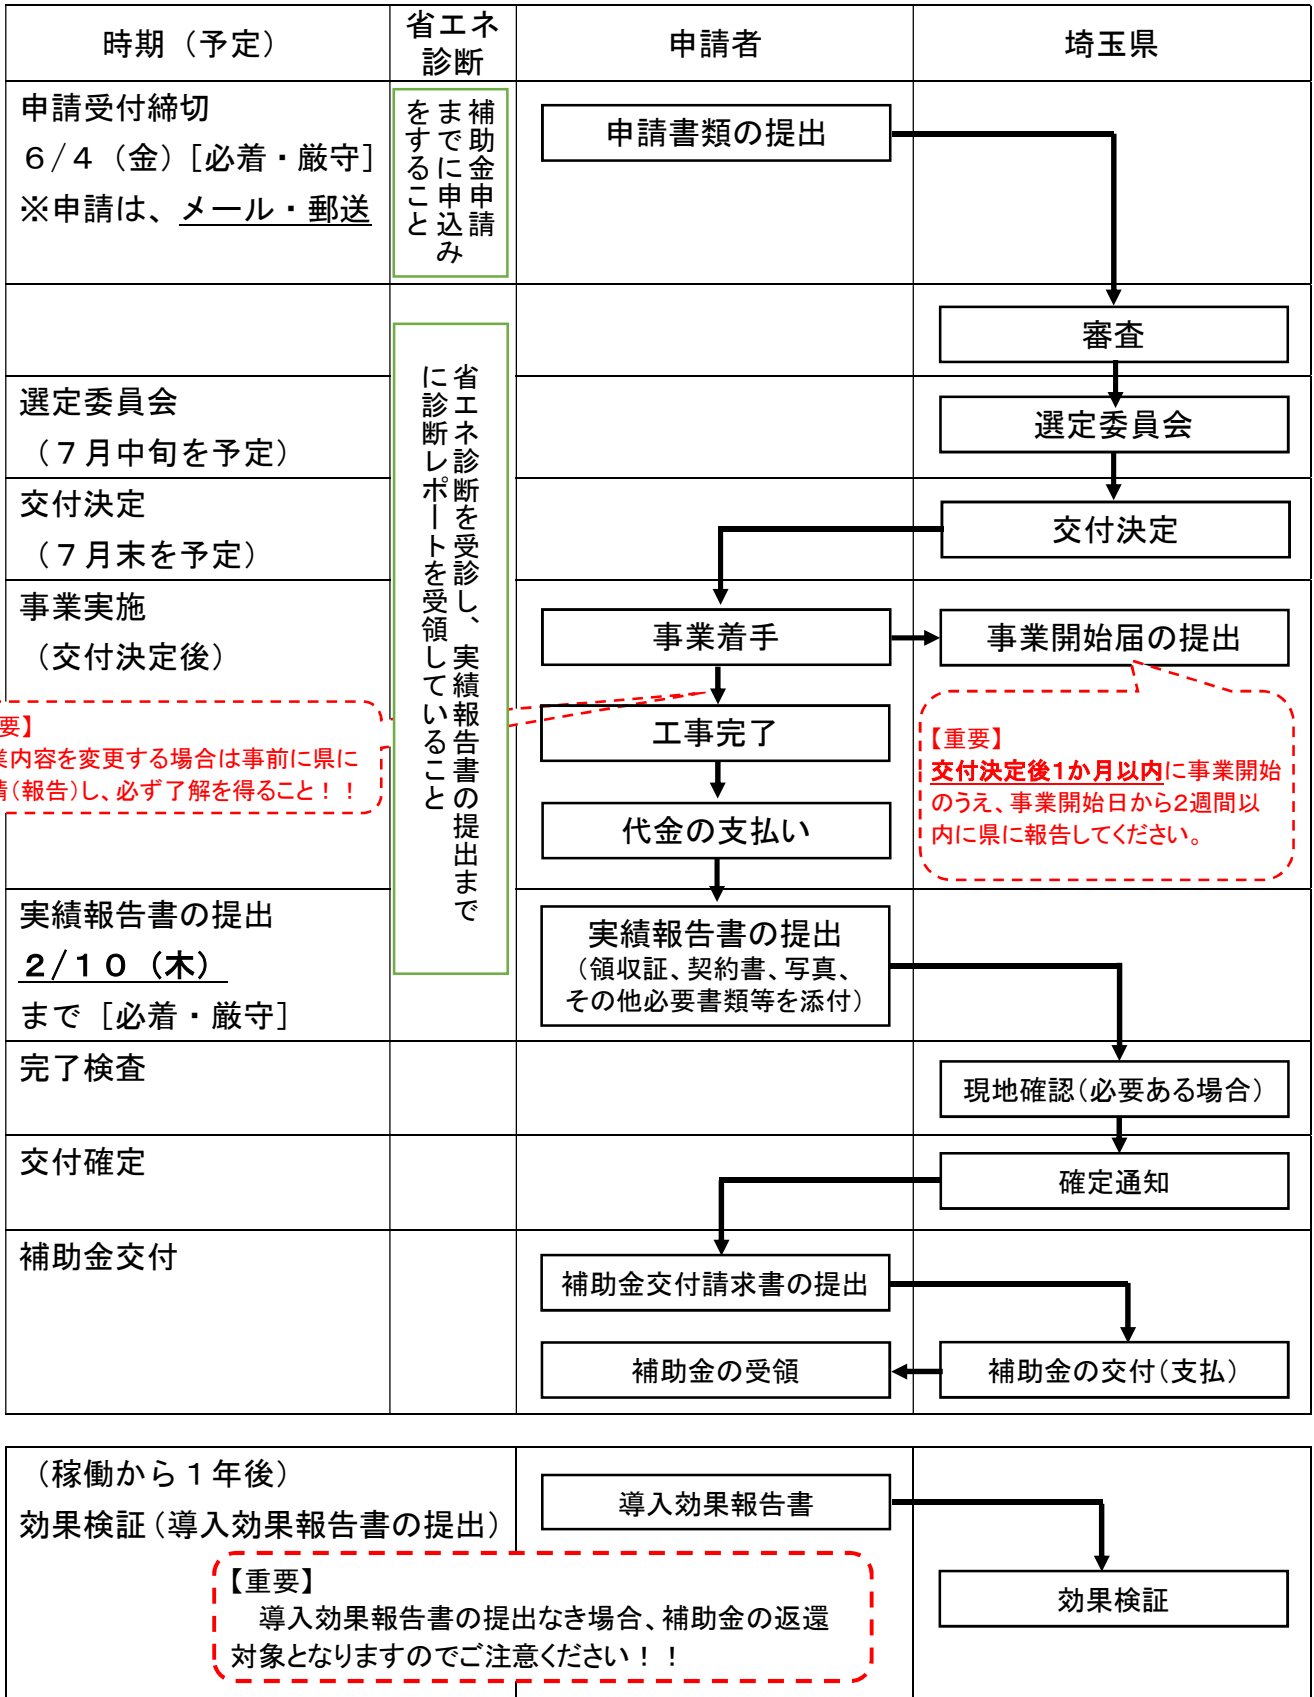 時期（予定）
省エネ
診断
申請者
埼玉県
申請受付締切
６/４（金）［必着・厳守］
※申請は、メール・郵送
補助金申請
までに申込み
をすること
申請書類の提出
審査
省エネ診断を受診し、実績報告書の提出まで
に診断レポートを受領していること
選定委員会
（７月中旬を予定）
選定委員会
交付決定
（７月末を予定）
交付決定
事業実施
（交付決定後）
事業着手
事業開始届の提出
要】
業内容を変更する場合は事前に県に
請（報告）し、必ず了解を得ること！！
工事完了
【重要】
交付決定後１か月以内に事業開始
のうえ、事業開始日から２週間以
内に県に報告してください。
代金の支払い
実績報告書の提出
２/１０（木）
まで［必着・厳守］
実績報告書の提出
（領収証、契約書、写真、
その他必要書類等を添付）
完了検査
現地確認（必要ある場合）
交付確定
確定通知
補助金交付
補助金交付請求書の提出
補助金の受領
補助金の交付（支払）
（稼働から１年後）
効果検証（導入効果報告書の提出）
導入効果報告書
【重要】
導入効果報告書の提出なき場合、補助金の返還
対象となりますのでご注意ください！！
効果検証